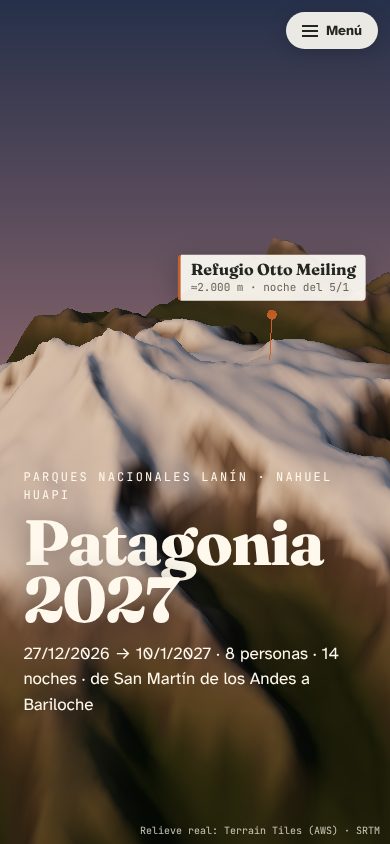 Menú
Refugio Otto Meiling
≈2.000 m · noche del 5/1
PARQUES NACIONALES LANÍN · NAHUEL
HUAPI
Patagonia
2027
27/12/2026 → 10/1/2027 · 8 personas · 14
noches · de San Martín de los Andes a
Bariloche
Relieve real: Terrain Tiles (AWS) · SRTM